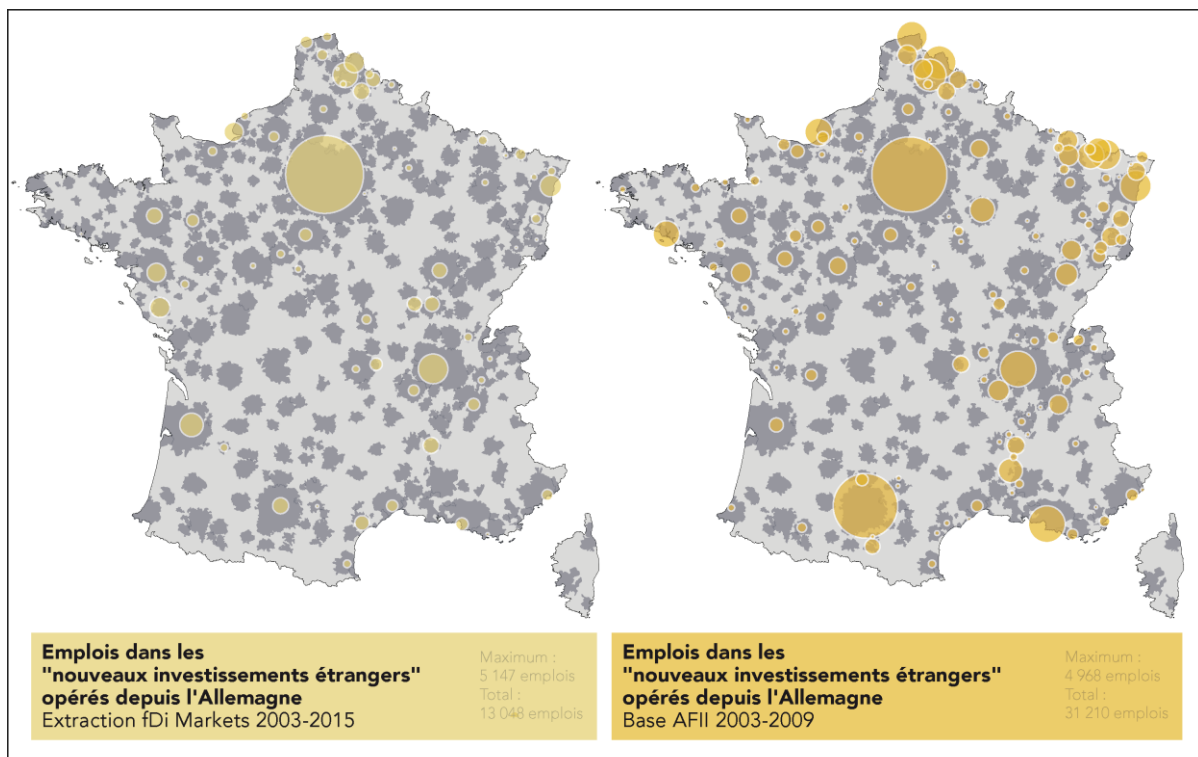 Emplois dans les
"nouveaux investissements étrangers"
opérés depuis l'Allemagne
Extraction fDi Markets 2003-2015
Maximum :
5 147 emplois
Total :
13 048 emplois
Emplois dans les
"nouveaux investissements étrangers"
opérés depuis l'Allemagne
Base AFII 2003-2009
Maximum :
4 968 emplois
Total :
31 210 emplois